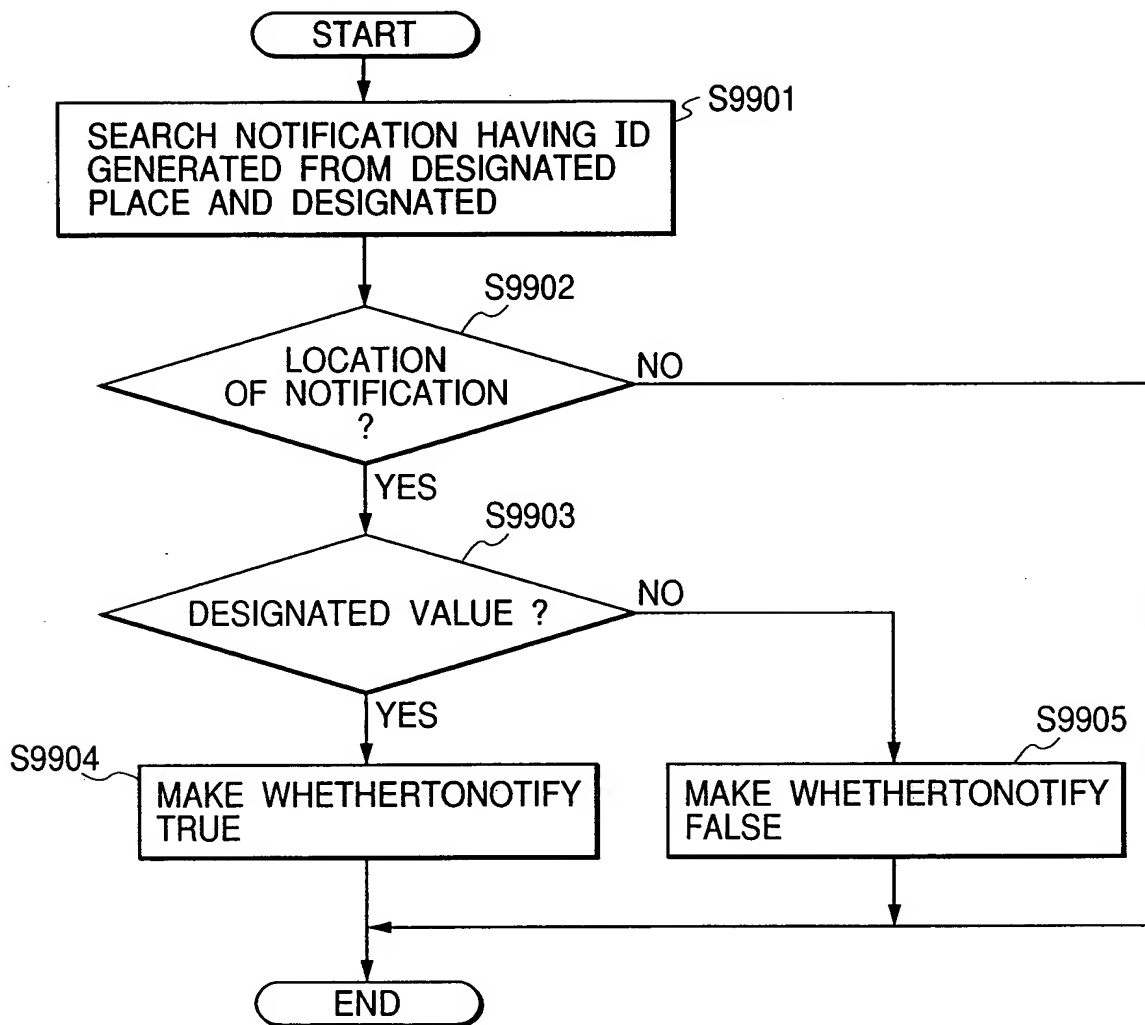 START
S9901
SEARCH NOTIFICATION HAVING ID
GENERATED FROM DESIGNATED
PLACE AND DESIGNATED
S9902
LOCATION
OF NOTIFICATION
?
NO
YES
S9903
DESIGNATED VALUE ?
NO
YES
S9904
MAKE WHETHERTONOTIFY
TRUE
S9905
MAKE WHETHERTONOTIFY
FALSE
END